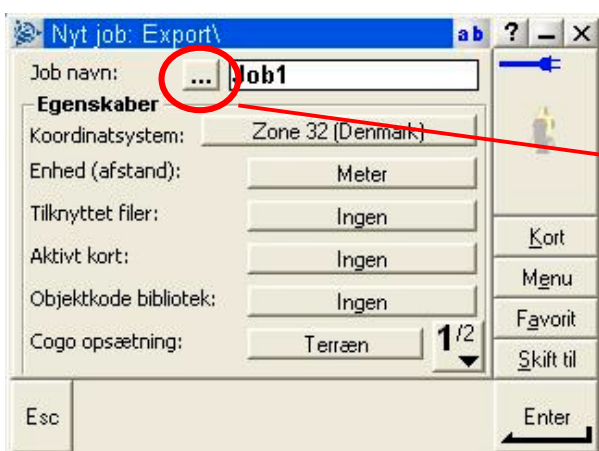 Nyt job: Export\ ab ? – X
Job navn: ... Job1
Egenskaber
Koordinatsystem: Zone 32 (Denmark)
Enhed (afstand): Meter
Tilknyttet filer: Ingen
Aktivt kort: Ingen
Objektkode bibliotek: Ingen
Cogo opsætning: Terræn 1/2
Kort
Menu
Favorit
Skift til
Esc Enter